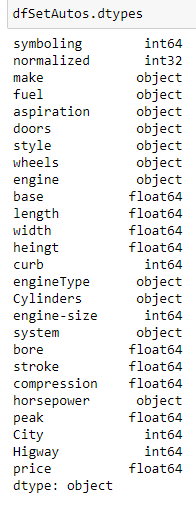 dfSetAutos.dtypes
symboling int64
normalized int32
make object
fuel object
aspiration object
doors object
style object
wheels object
engine object
base float64
length float64
width float64
heingt float64
curb int64
engineType object
Cylinders object
engine-size int64
system object
bore float64
stroke float64
compression float64
horsepower object
peak float64
City int64
Higway int64
price float64
dtype: object